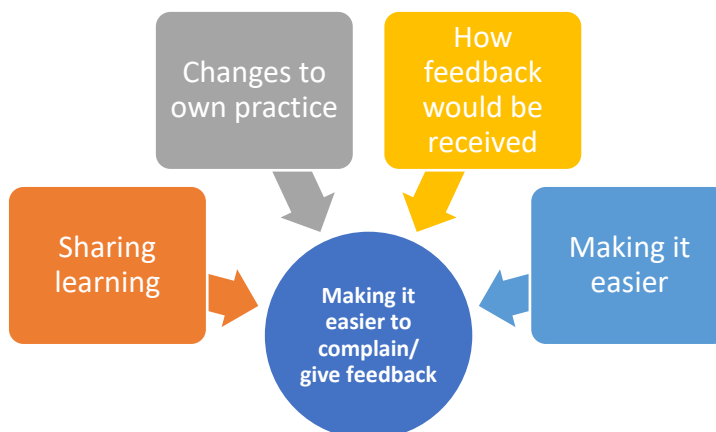 Sharing
learning
Changes to
own practice
How
feedback
would be
received
Making it
easier
Making it
easier to
complain/
give feedback